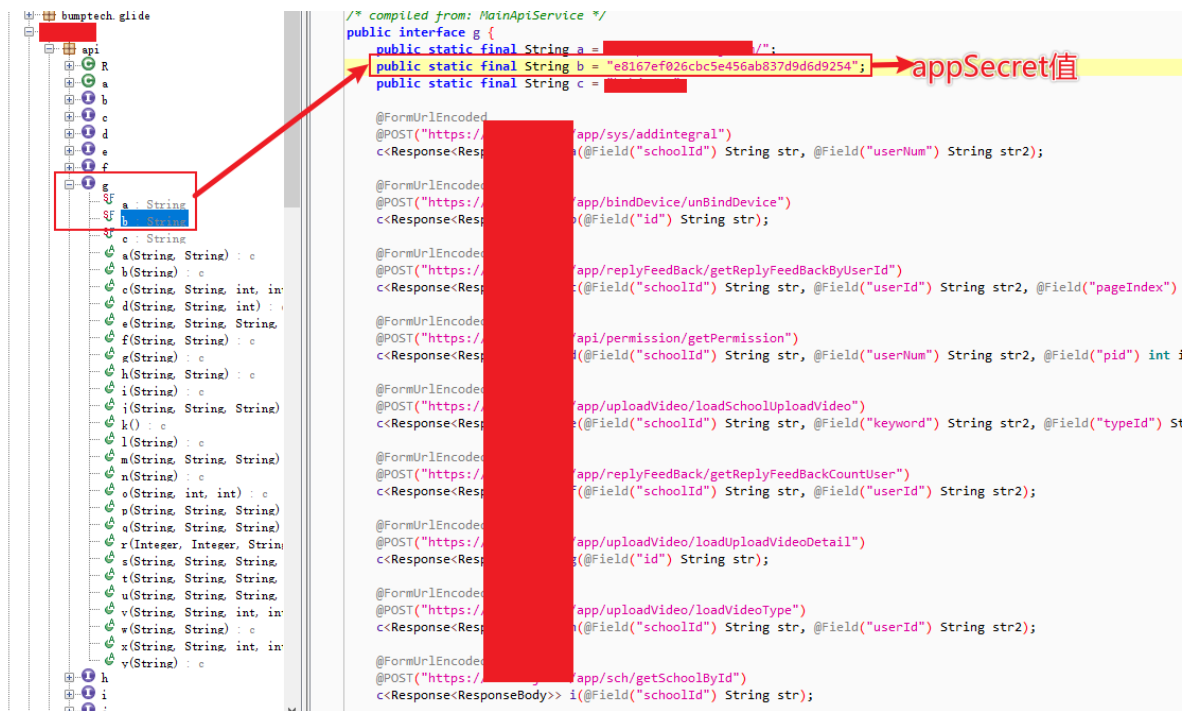 bumptech.glide
api
R
a
b
c
d
e
f
g
a : String
b : String
c : String
a(String, String) : c
b(String) : c
c(String, String, int, in
d(String, String, int) :
e(String, String, String,
f(String, String) : c
g(String) : c
h(String, String) : c
i(String) : c
j(String, String, String)
k() : c
l(String) : c
m(String, String, String)
n(String) : c
o(String, int, int) : c
p(String, String, String)
q(String, String, String)
r(Integer, Integer, Strin
s(String, String, String,
t(String, String, String,
u(String, String, String,
v(String, String, int, in
w(String, String) : c
x(String, String, int, in
y(String) : c
h
i
/* compiled from: MainApiService */
public interface g {
public static final String a = /";
public static final String b = "e8167ef026cbc5e456ab837d9d6d9254";
appSecret值
public static final String c =
@FormUrlEncoded
@POST("https:/ /app/sys/addintegral")
c<Response<Resp (@Field("schoolId") String str, @Field("userNum") String str2);
@FormUrlEncoded
@POST("https:/ /app/bindDevice/unBindDevice")
c<Response<Resp (@Field("id") String str);
@FormUrlEncoded
@POST("https:/ /app/replyFeedBack/getReplyFeedBackByUserId")
c<Response<Resp (@Field("schoolId") String str, @Field("userId") String str2, @Field("pageIndex")
@FormUrlEncoded
@POST("https:/ /api/permission/getPermission")
c<Response<Resp (@Field("schoolId") String str, @Field("userNum") String str2, @Field("pid") int i
@FormUrlEncoded
@POST("https:/ /app/uploadVideo/loadSchoolUploadVideo")
c<Response<Resp (@Field("schoolId") String str, @Field("keyword") String str2, @Field("typeId") St
@FormUrlEncoded
@POST("https:/ /app/replyFeedBack/getReplyFeedBackCountUser")
c<Response<Resp (@Field("schoolId") String str, @Field("userId") String str2);
@FormUrlEncoded
@POST("https:/ /app/uploadVideo/loadUploadVideoDetail")
c<Response<Resp (@Field("id") String str);
@FormUrlEncoded
@POST("https:/ /app/uploadVideo/loadVideoType")
c<Response<Resp (@Field("schoolId") String str, @Field("userId") String str2);
@FormUrlEncoded
@POST("https:/ /app/sch/getSchoolById")
c<Response<ResponseBody>> i(@Field("schoolId") String str);